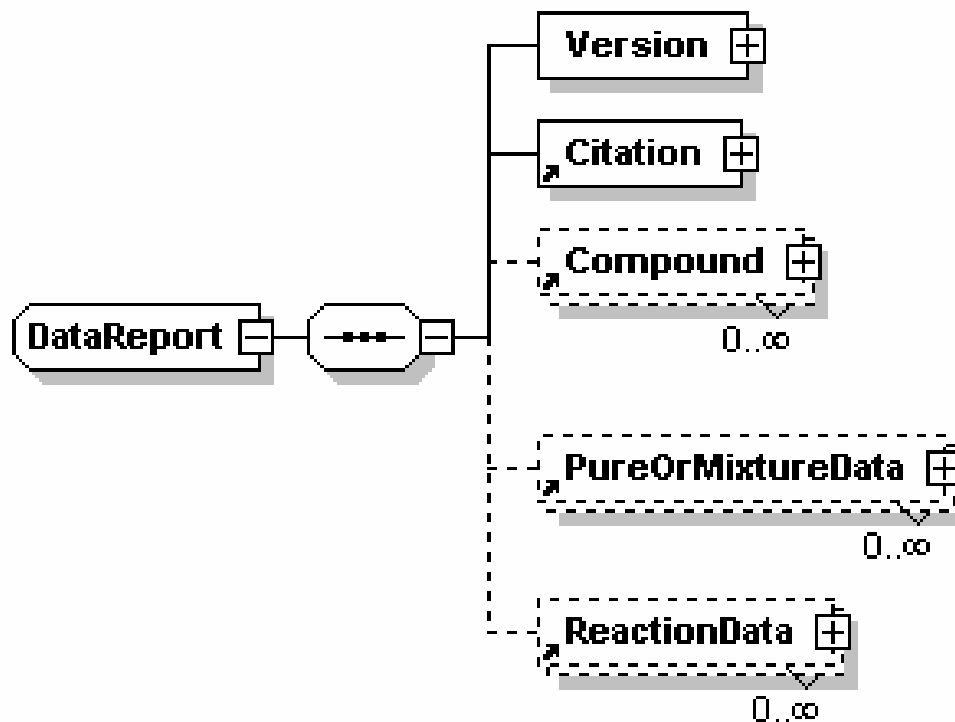 Version
Citation
Compound
0..∞
DataReport
PureOrMixtureData
0..∞
ReactionData
0..∞